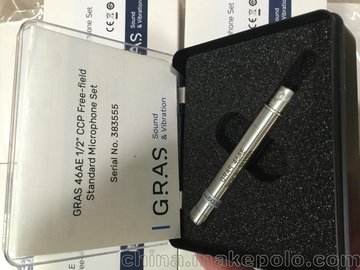 GRAS 46AE 1/2" CCP Free-field
Standard Microphone Set
Serial No. 383555
G.R.A.S
Sound
& Vibration
GRAS
Sound
& Vibration
Microphone Set
china.makepolo.com